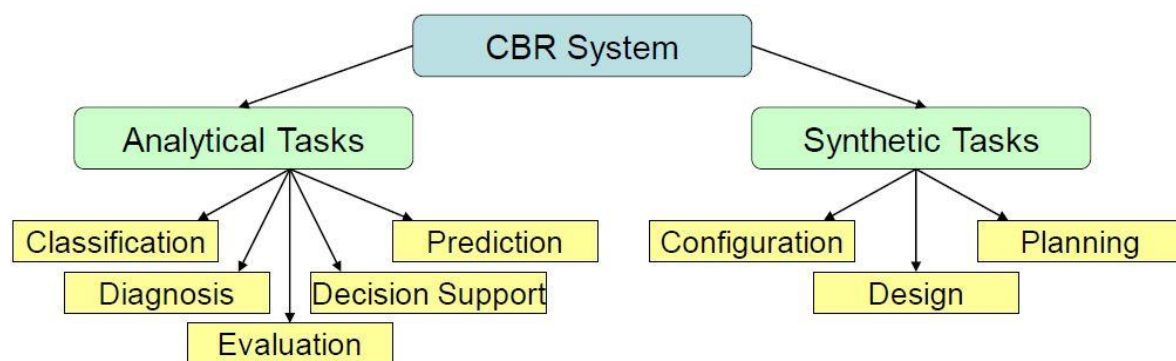 CBR System
Analytical Tasks
Synthetic Tasks
Classification
Prediction
Configuration
Planning
Diagnosis
Decision Support
Design
Evaluation